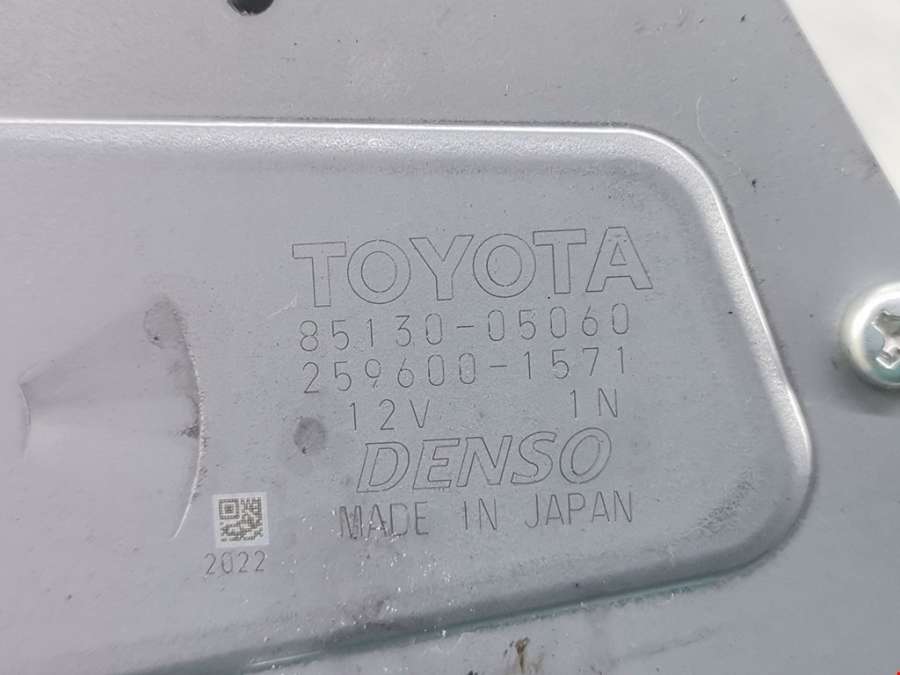 TOYOTA
85130-05060
259600-1571
12V 1N
DENSO
MADE IN JAPAN
2022